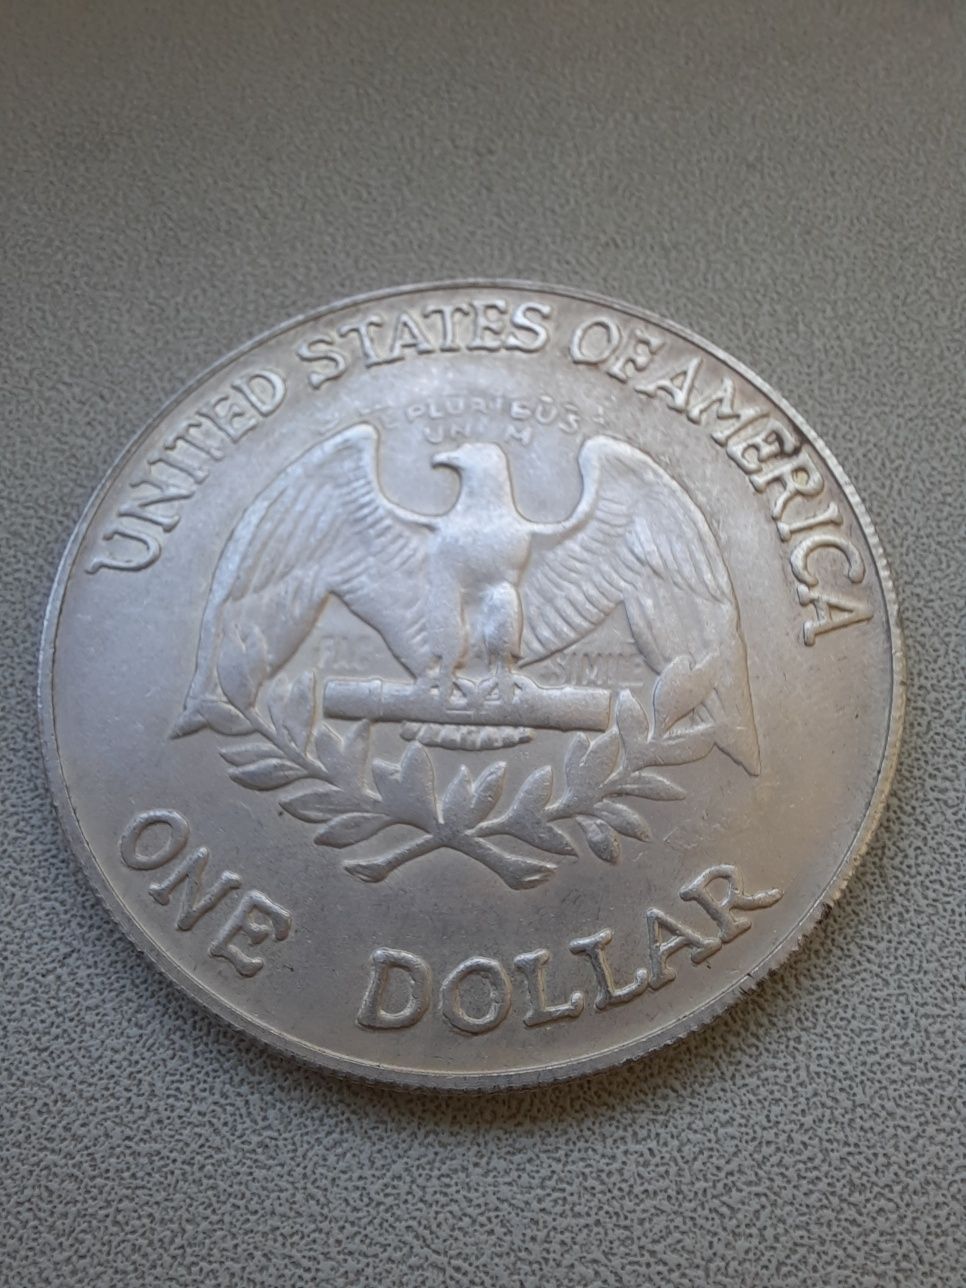 UNITED STATES OF AMERICA
E PLURIBUS
UNUM
FAC SIMILE
ONE DOLLAR